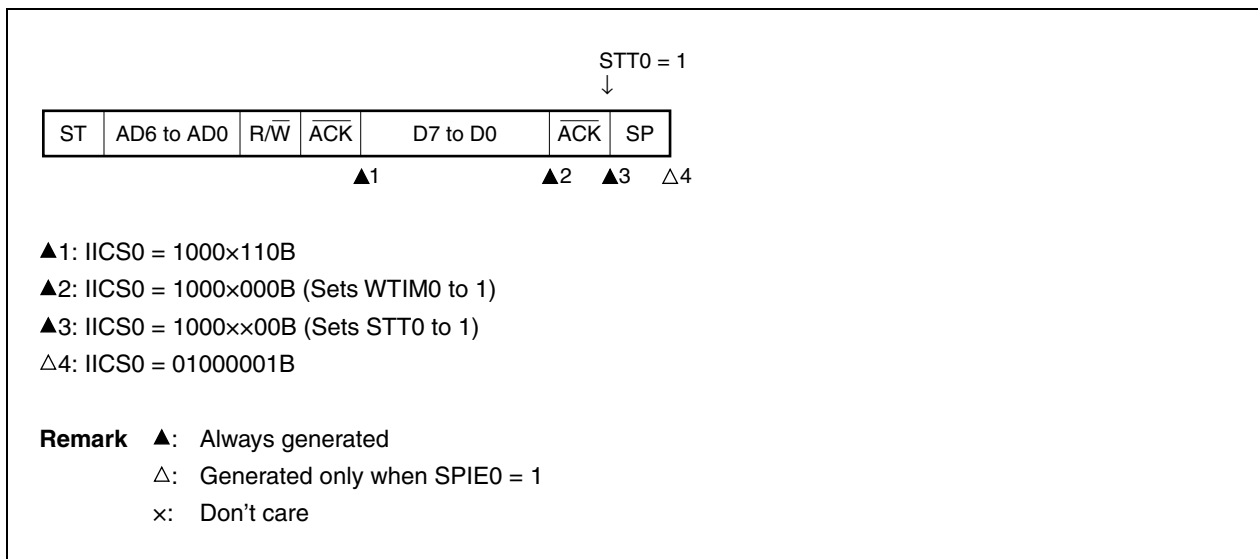 STT0 = 1
↓
ST AD6 to AD0 R/W̅ A̅C̅K̅ D7 to D0 A̅C̅K̅ SP
▲1 ▲2 ▲3 △4
▲1: IICS0 = 1000×110B
▲2: IICS0 = 1000×000B (Sets WTIM0 to 1)
▲3: IICS0 = 1000××00B (Sets STT0 to 1)
△4: IICS0 = 01000001B
Remark ▲: Always generated
△: Generated only when SPIE0 = 1
×: Don't care